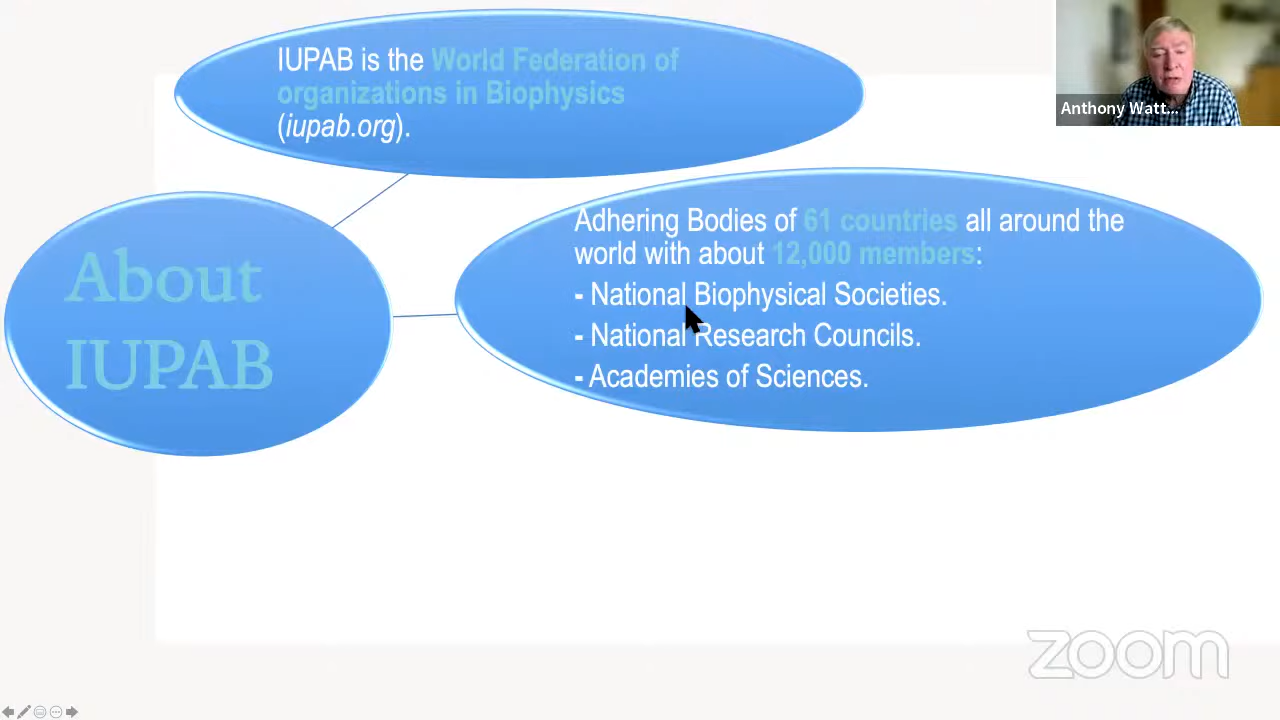 IUPAB is the World Federation of
organizations in Biophysics
(iupab.org).
Anthony Watt...
About
IUPAB
Adhering Bodies of 61 countries all around the
world with about 12,000 members:
- National Biophysical Societies.
- National Research Councils.
- Academies of Sciences.
zoom